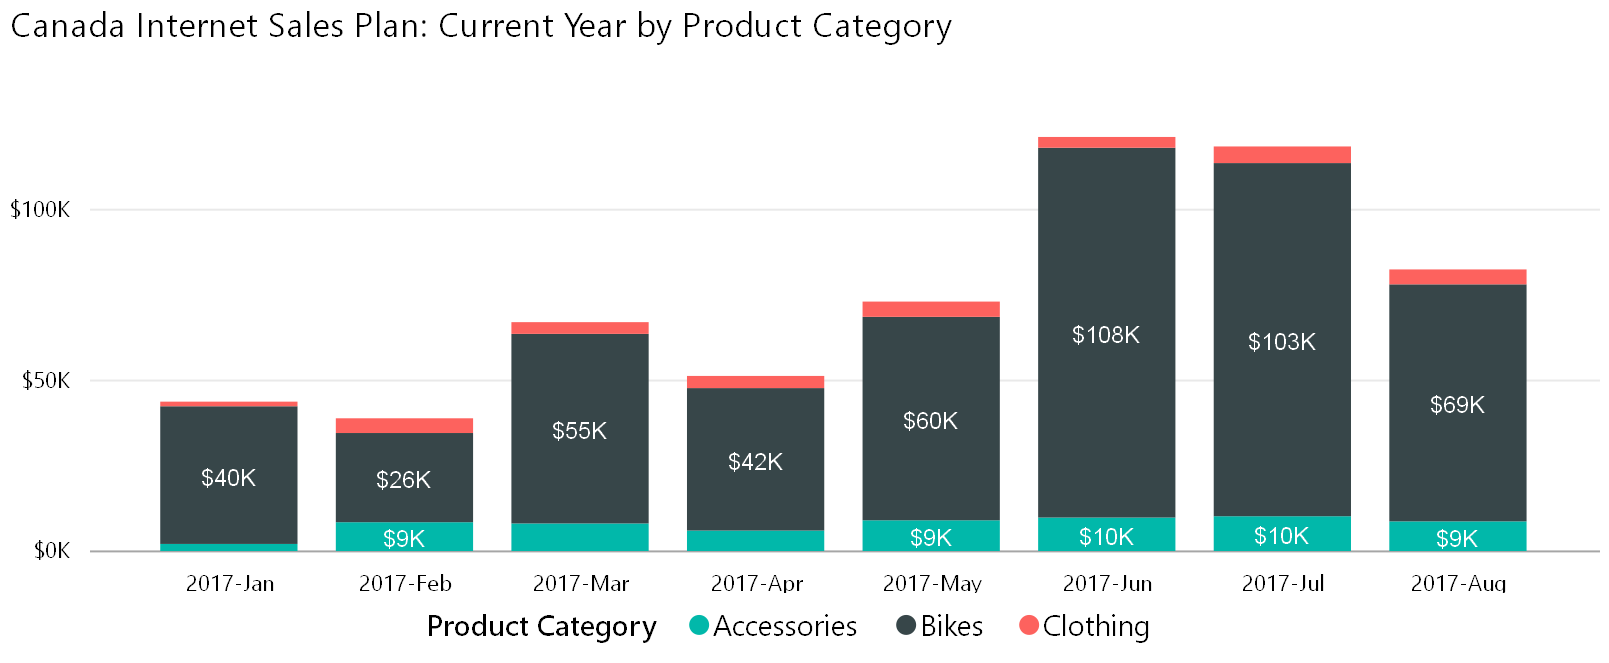 Canada Internet Sales Plan: Current Year by Product Category
$100K
$50K
$0K
$40K
$26K
$9K
$55K
$42K
$60K
$9K
$108K
$10K
$103K
$10K
$69K
$9K
2017-Jan 2017-Feb 2017-Mar 2017-Apr 2017-May 2017-Jun 2017-Jul 2017-Aug
Product Category Accessories Bikes Clothing